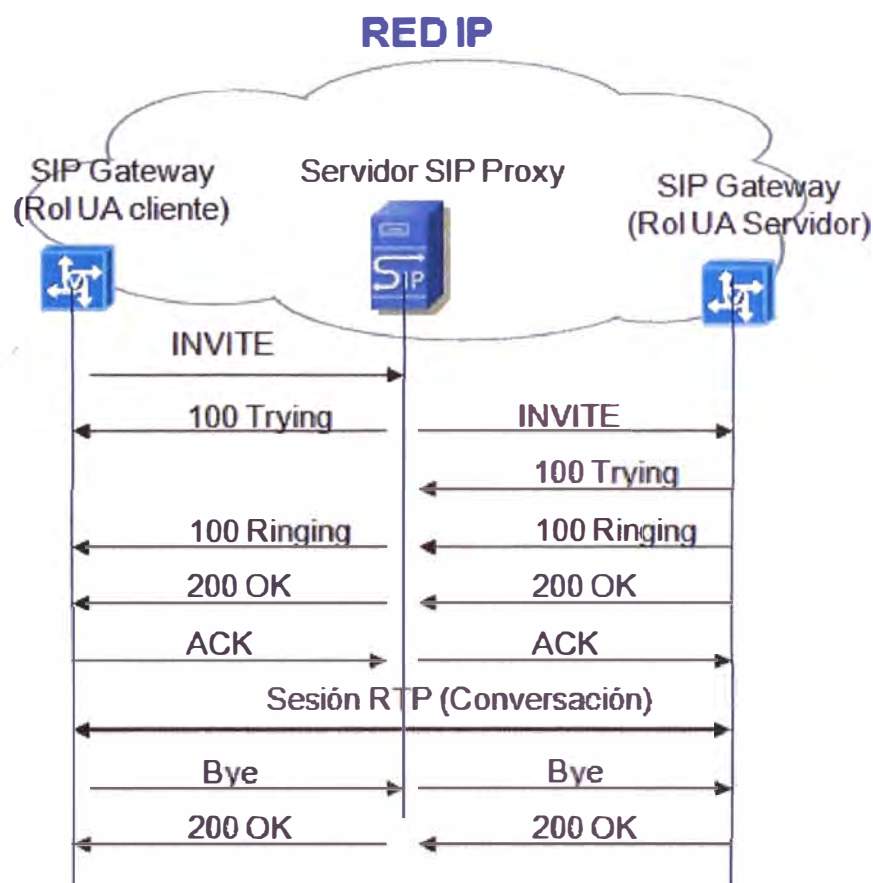 RED IP
SIP Gateway
(Rol UA cliente)
Servidor SIP Proxy
SIP Gateway
(Rol UA Servidor)
SIP
INVITE
100 Trying
INVITE
100 Trying
100 Ringing
100 Ringing
200 OK
200 OK
ACK
ACK
Sesión RTP (Conversación)
Bye
Bye
200 OK
200 OK